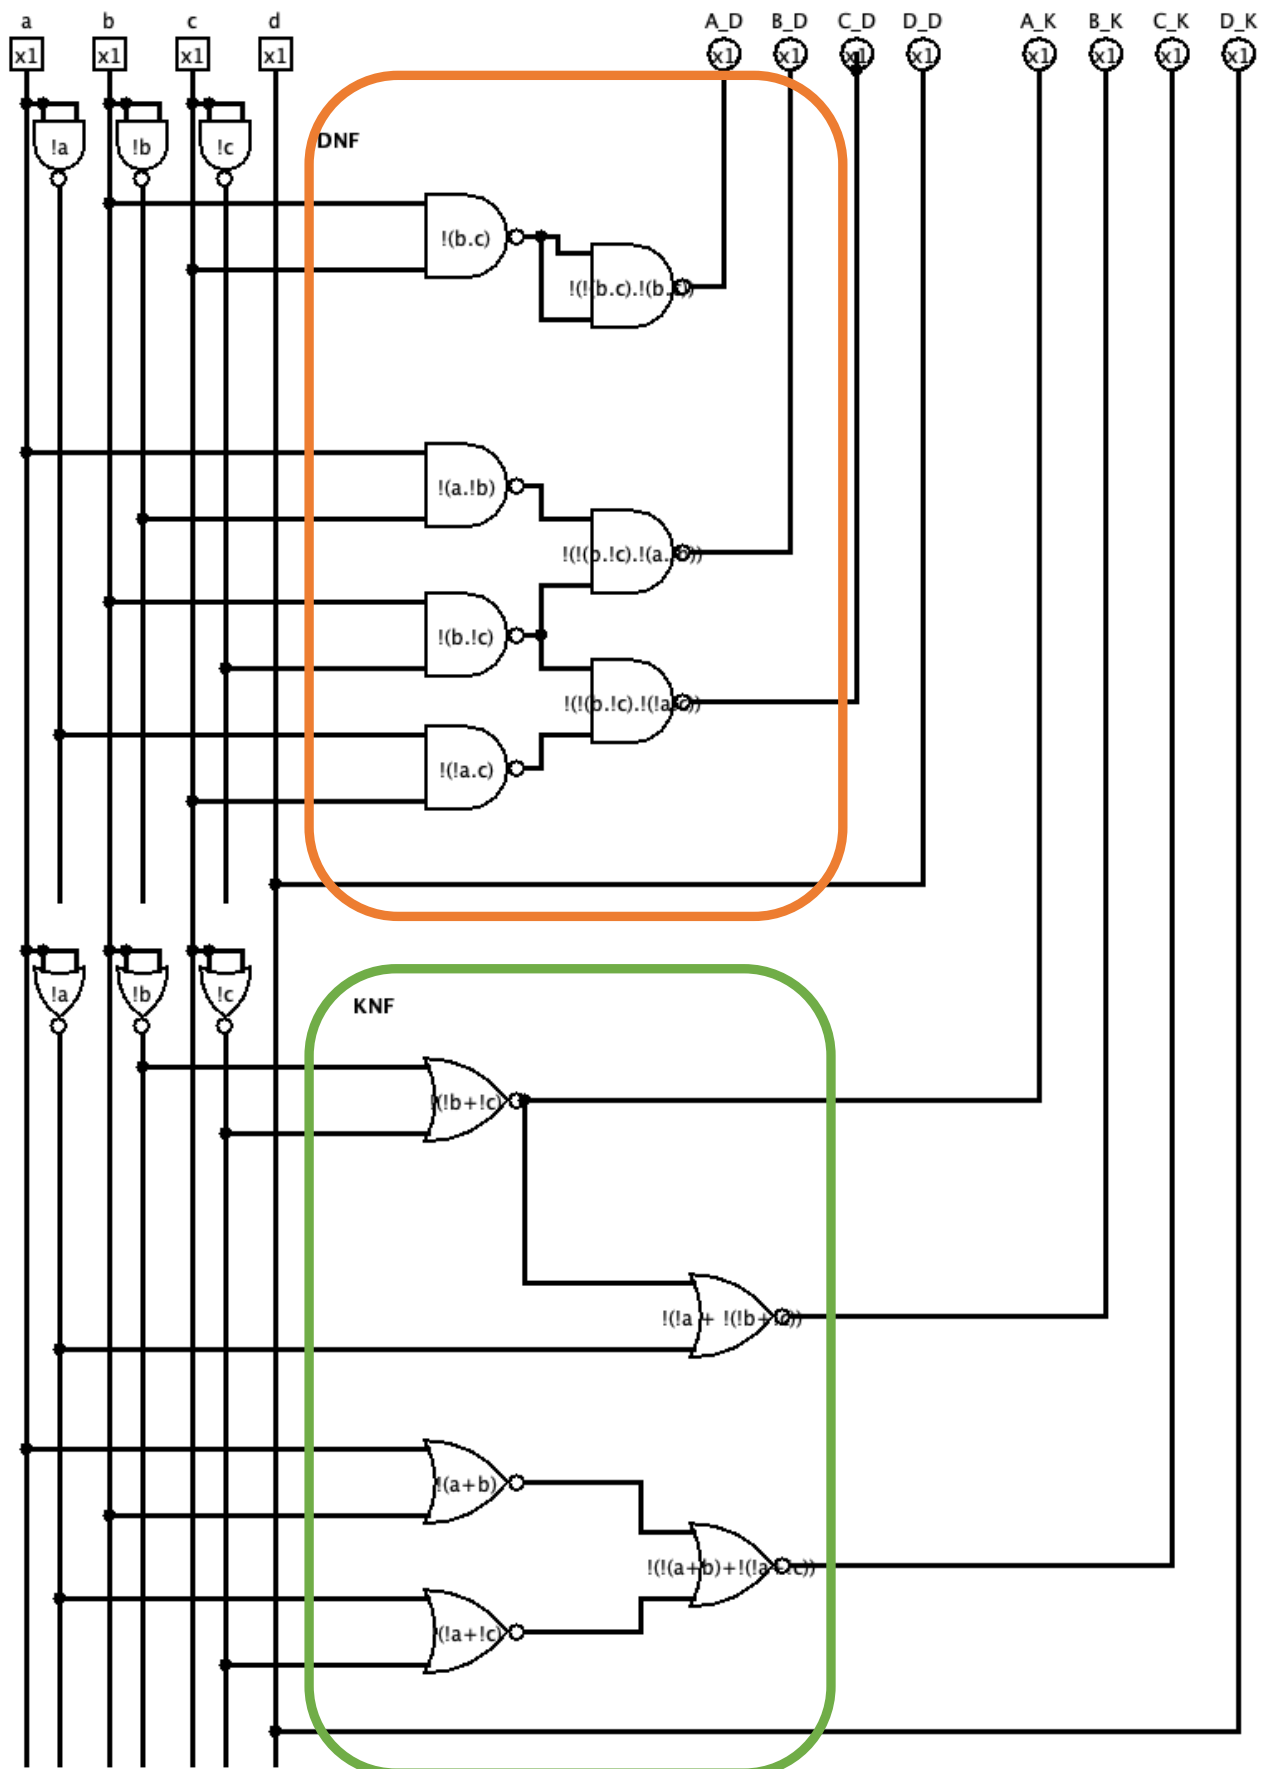 a b c d A_D B_D C_D D_D A_K B_K C_K D_K
x1 x1 x1 x1 x1 x1 x1 x1 x1 x1 x1 x1
DNF
!a !b !c
!(b.c)
!(a.!b)
!(!(b.!c).!(a.
!(b.!c)
!(!(b.!c).!(!a
!(!a.c)
!a !b !c
KNF
(!b+!c)
!(!a + !(!b+
!(a+b)
!(!(a+b)+!(!a
(!a+!c)